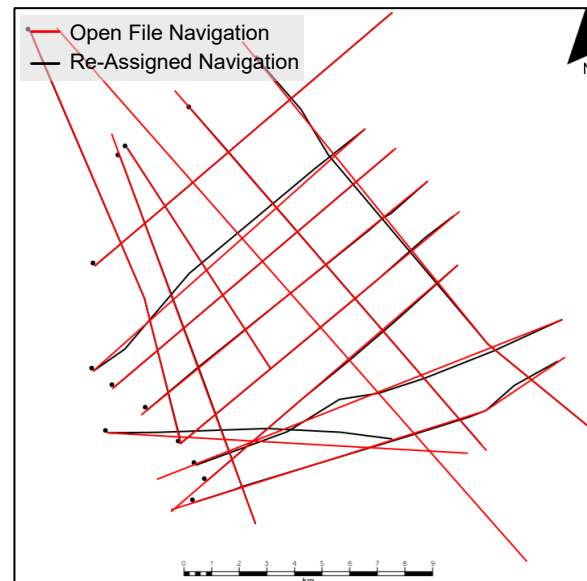 Open File Navigation
Re-Assigned Navigation
N
0 1 2 3 4 5 6 7 8 9
km